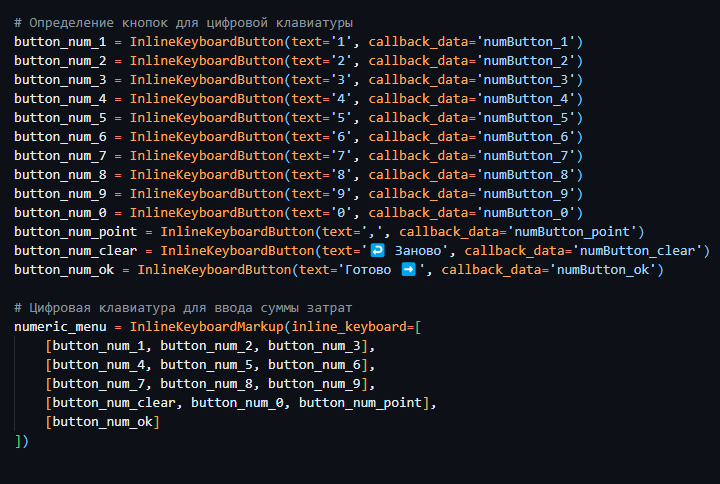 # Определение кнопок для цифровой клавиатуры
button_num_1 = InlineKeyboardButton(text='1', callback_data='numButton_1')
button_num_2 = InlineKeyboardButton(text='2', callback_data='numButton_2')
button_num_3 = InlineKeyboardButton(text='3', callback_data='numButton_3')
button_num_4 = InlineKeyboardButton(text='4', callback_data='numButton_4')
button_num_5 = InlineKeyboardButton(text='5', callback_data='numButton_5')
button_num_6 = InlineKeyboardButton(text='6', callback_data='numButton_6')
button_num_7 = InlineKeyboardButton(text='7', callback_data='numButton_7')
button_num_8 = InlineKeyboardButton(text='8', callback_data='numButton_8')
button_num_9 = InlineKeyboardButton(text='9', callback_data='numButton_9')
button_num_0 = InlineKeyboardButton(text='0', callback_data='numButton_0')
button_num_point = InlineKeyboardButton(text=',', callback_data='numButton_point')
button_num_clear = InlineKeyboardButton(text='↩️ Заново', callback_data='numButton_clear')
button_num_ok = InlineKeyboardButton(text='Готово ➡️', callback_data='numButton_ok')

# Цифровая клавиатура для ввода суммы затрат
numeric_menu = InlineKeyboardMarkup(inline_keyboard=[
    [button_num_1, button_num_2, button_num_3],
    [button_num_4, button_num_5, button_num_6],
    [button_num_7, button_num_8, button_num_9],
    [button_num_clear, button_num_0, button_num_point],
    [button_num_ok]
])